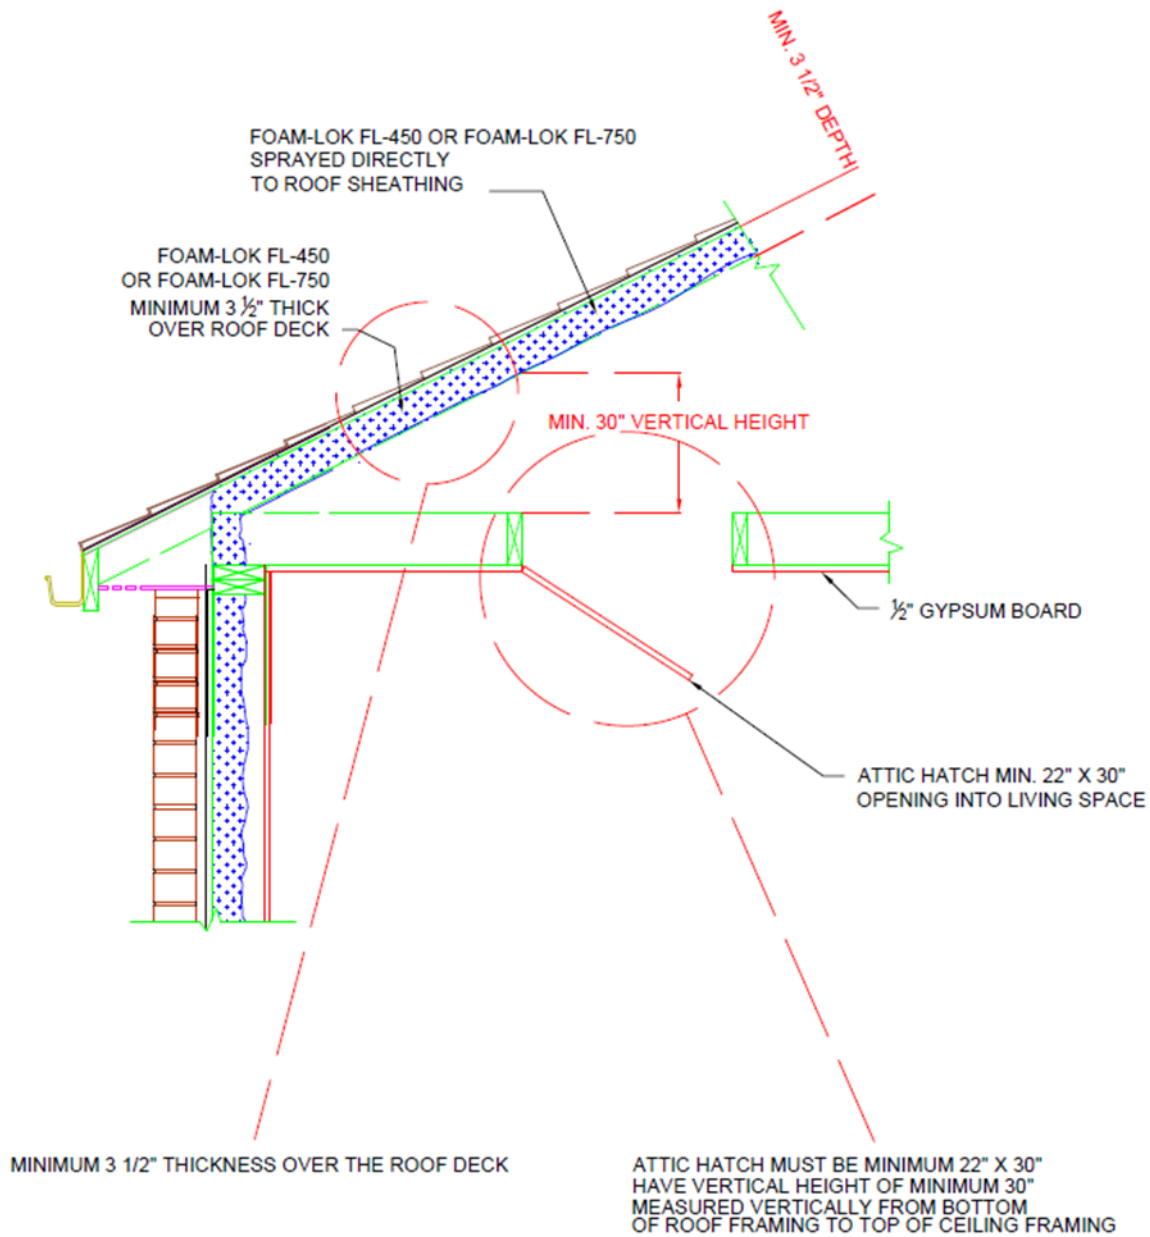 MIN. 3 1/2" DEPTH
FOAM-LOK FL-450 OR FOAM-LOK FL-750
SPRAYED DIRECTLY
TO ROOF SHEATHING
FOAM-LOK FL-450
OR FOAM-LOK FL-750
MINIMUM 3 ½" THICK
OVER ROOF DECK
MIN. 30" VERTICAL HEIGHT
½" GYPSUM BOARD
ATTIC HATCH MIN. 22" X 30"
OPENING INTO LIVING SPACE
MINIMUM 3 1/2" THICKNESS OVER THE ROOF DECK
ATTIC HATCH MUST BE MINIMUM 22" X 30"
HAVE VERTICAL HEIGHT OF MINIMUM 30"
MEASURED VERTICALLY FROM BOTTOM
OF ROOF FRAMING TO TOP OF CEILING FRAMING